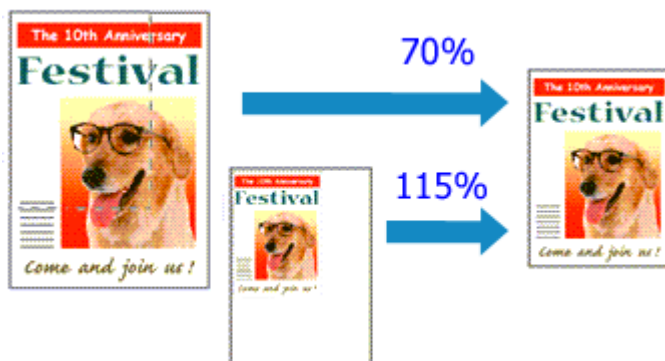 The 10th Anniversary
Festival
Come and join us!
70%
The 10th Anniversary
Festival
Come and join us!
115%
The 10th Anniversary
Festival
Come and join us!